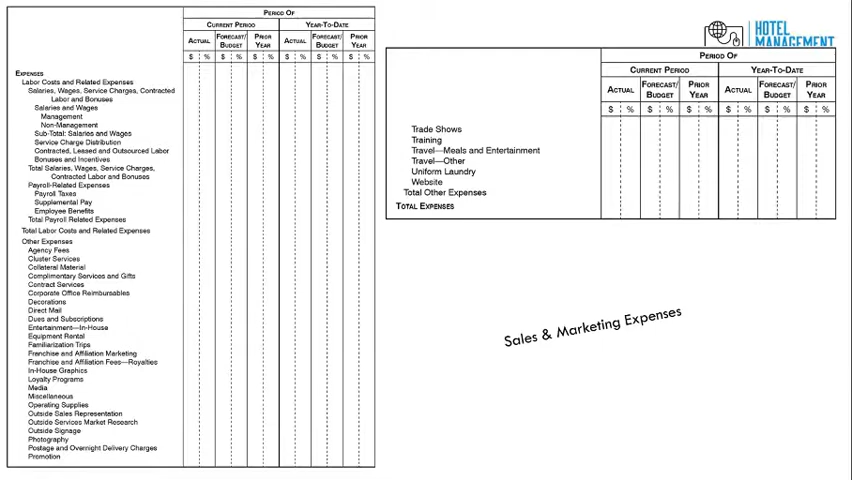 PERIOD OF
CURRENT PERIOD YEAR-TO-DATE
ACTUAL FORECAST/ BUDGET PRIOR YEAR ACTUAL FORECAST/ BUDGET PRIOR YEAR
$ % $ % $ % $ % $ % $ %
EXPENSES
Labor Costs and Related Expenses
Salaries, Wages, Service Charges, Contracted
Labor and Bonuses
Salaries and Wages
Management
Non-Management
Sub-Total: Salaries and Wages
Service Charge Distribution
Contracted, Leased and Outsourced Labor
Bonuses and Incentives
Total Salaries, Wages, Service Charges,
Contracted Labor and Bonuses
Payroll-Related Expenses
Payroll Taxes
Supplemental Pay
Employee Benefits
Total Payroll Related Expenses
Total Labor Costs and Related Expenses
Other Expenses
Agency Fees
Cluster Services
Collateral Material
Complimentary Services and Gifts
Contract Services
Corporate Office Reimbursables
Decorations
Direct Mail
Dues and Subscriptions
Entertainment—In-House
Equipment Rental
Familiarization Trips
Franchise and Affiliation Marketing
Franchise and Affiliation Fees—Royalties
In-House Graphics
Loyalty Programs
Media
Miscellaneous
Operating Supplies
Outside Sales Representation
Outside Services Market Research
Outside Signage
Photography
Postage and Overnight Delivery Charges
Promotion
HOTEL
MANAGEMENT
PERIOD OF
CURRENT PERIOD YEAR-TO-DATE
ACTUAL FORECAST/ BUDGET PRIOR YEAR ACTUAL FORECAST/ BUDGET PRIOR YEAR
$ % $ % $ % $ % $ % $ %
Trade Shows
Training
Travel—Meals and Entertainment
Travel—Other
Uniform Laundry
Website
Total Other Expenses
TOTAL EXPENSES
Sales & Marketing Expenses